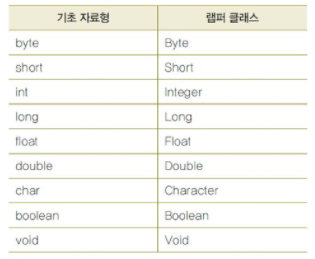 기초 자료형 랩퍼 클래스
byte Byte
short Short
int Integer
long Long
float Float
double Double
char Character
boolean Boolean
void Void